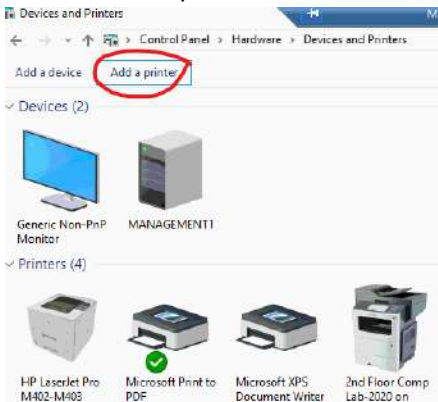 Devices and Printers
Control Panel > Hardware > Devices and Printers
Add a device Add a printer
Devices (2)
Generic Non-PnP
Monitor
MANAGEMENT1
Printers (4)
HP LaserJet Pro
M402-M403
Microsoft Print to
PDF
Microsoft XPS
Document Writer
2nd Floor Comp
Lab-2020 on